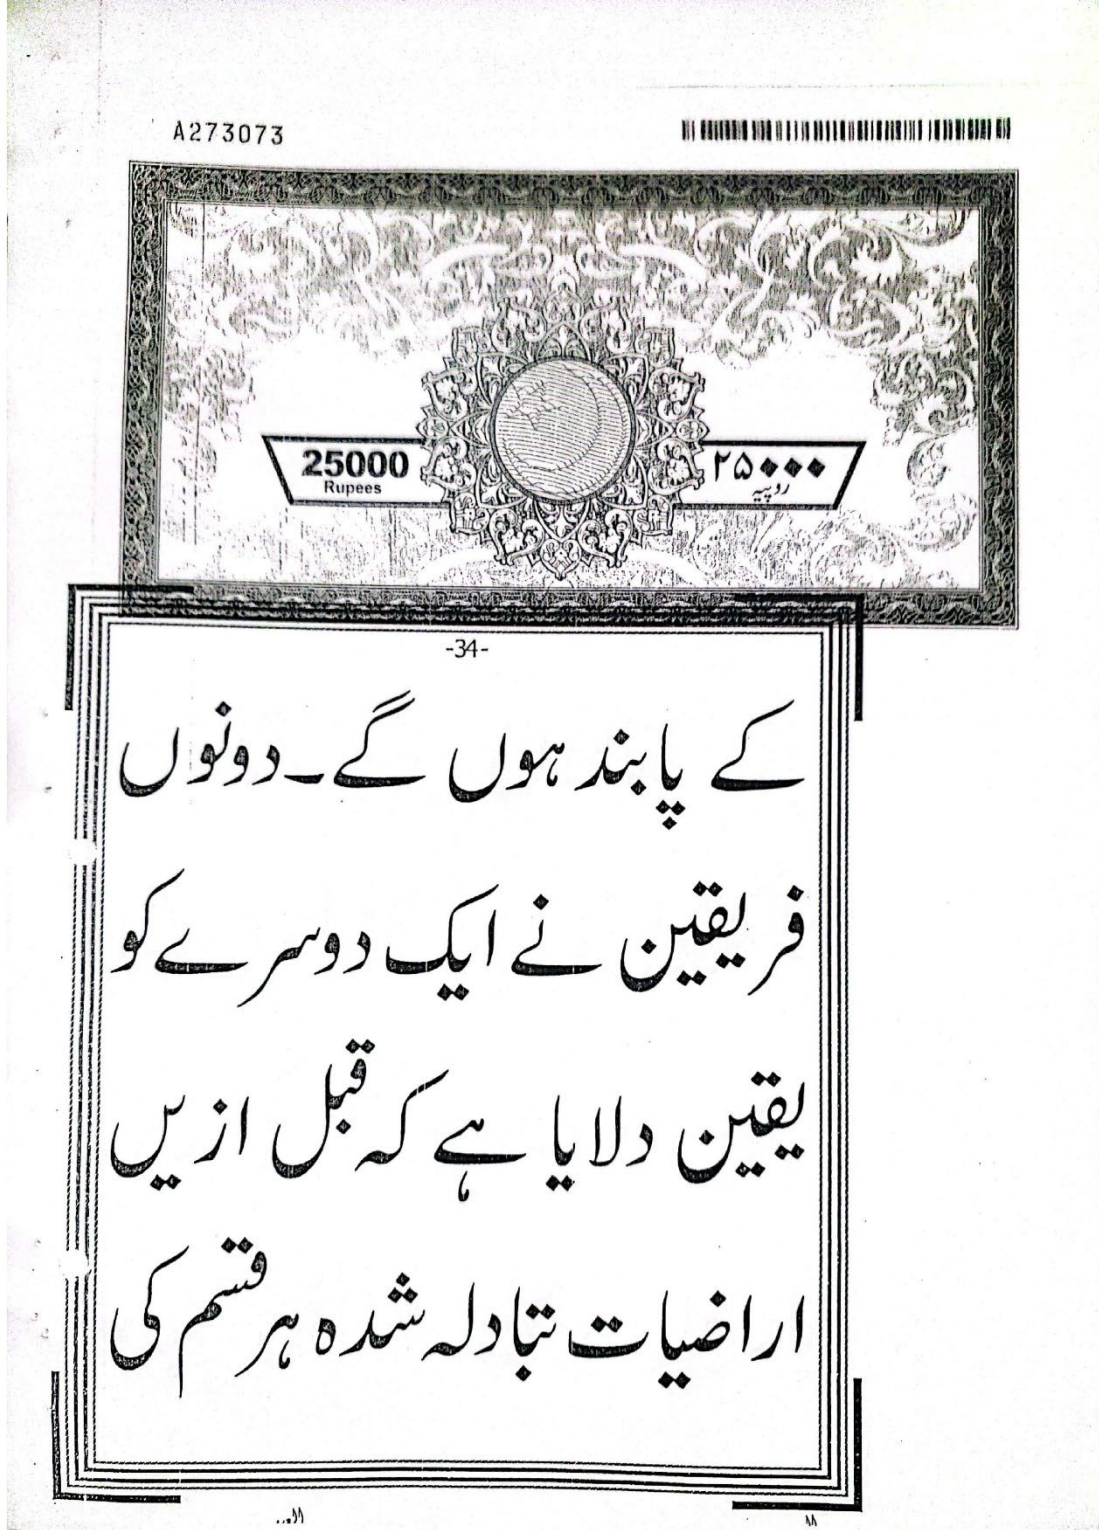 A273073
25000
Rupees
۲۵۰۰۰
روپیہ
-34-
کے پابند ہوں گے۔دونوں
فریقین نے ایک دوسرے کو
یقین دلایا ہے کہ قبل ازیں
اراضیات تبادلہ شدہ ہر قسم کی